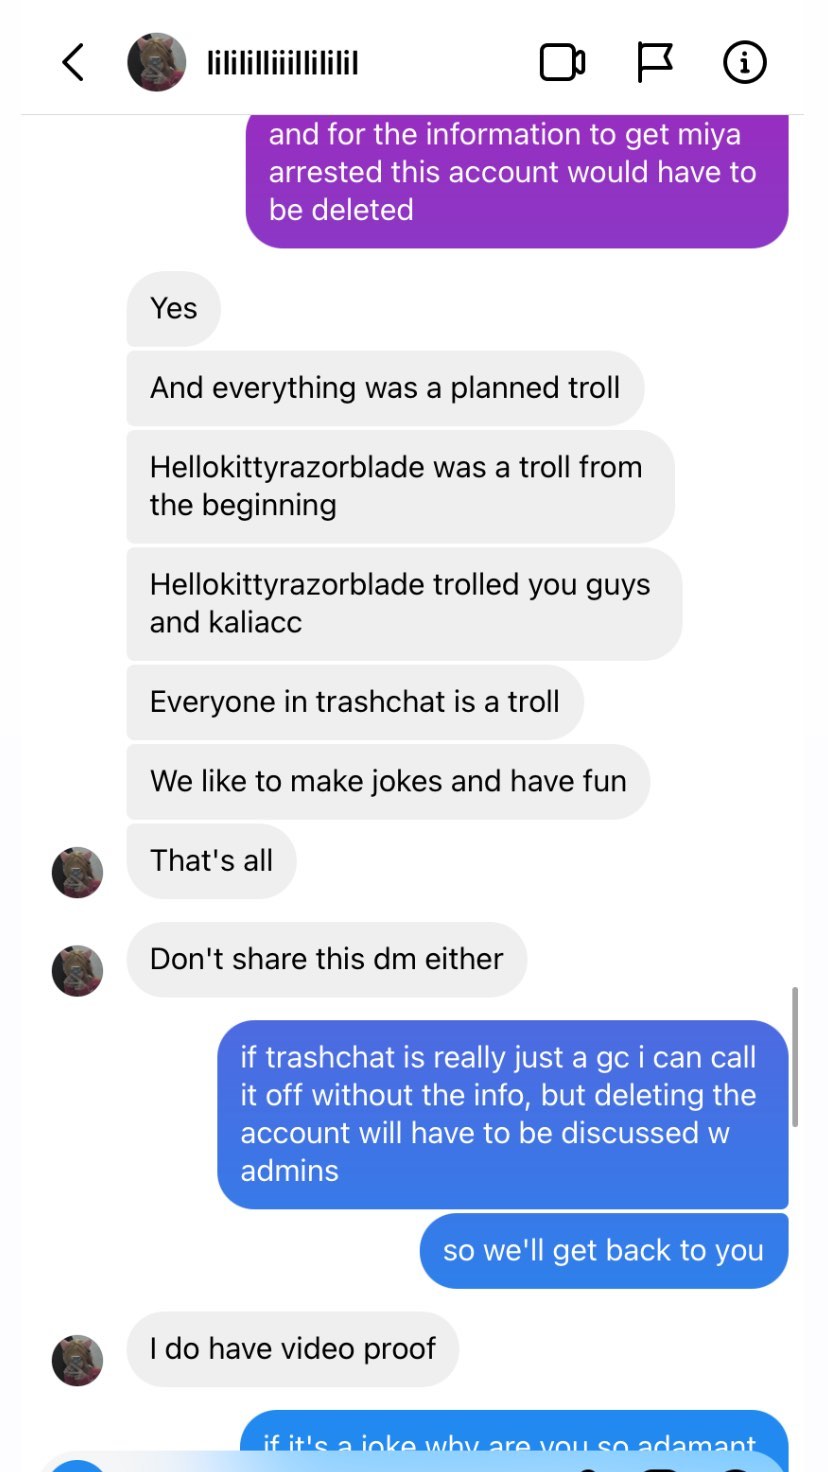 and for the information to get miya
arrested this account would have to
be deleted
Yes
And everything was a planned troll
Hellokittyrazorblade was a troll from
the beginning
Hellokittyrazorblade trolled you guys
and kaliacc
Everyone in trashchat is a troll
We like to make jokes and have fun
That's all
Don't share this dm either
if trashchat is really just a gc i can call
it off without the info, but deleting the
account will have to be discussed w
admins
so we'll get back to you
I do have video proof
if it's a joke why are you so adamant